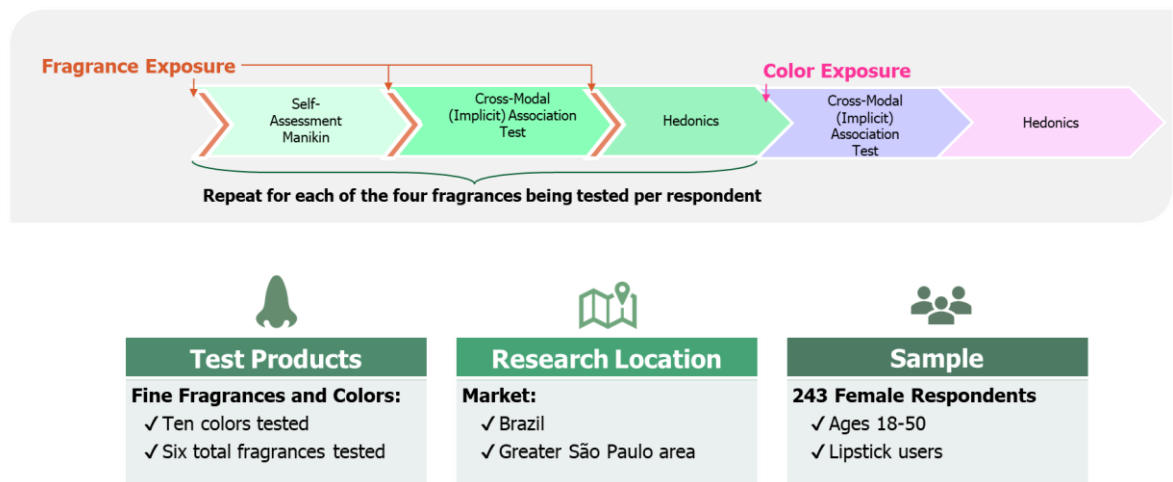 Fragrance Exposure
Color Exposure
Self-
Assessment
Manikin
Cross-Modal
(Implicit) Association
Test
Hedonics
Cross-Modal
(Implicit)
Association
Test
Hedonics
Repeat for each of the four fragrances being tested per respondent
Test Products
Fine Fragrances and Colors:
✓ Ten colors tested
✓ Six total fragrances tested
Research Location
Market:
✓ Brazil
✓ Greater São Paulo area
Sample
243 Female Respondents
✓ Ages 18-50
✓ Lipstick users